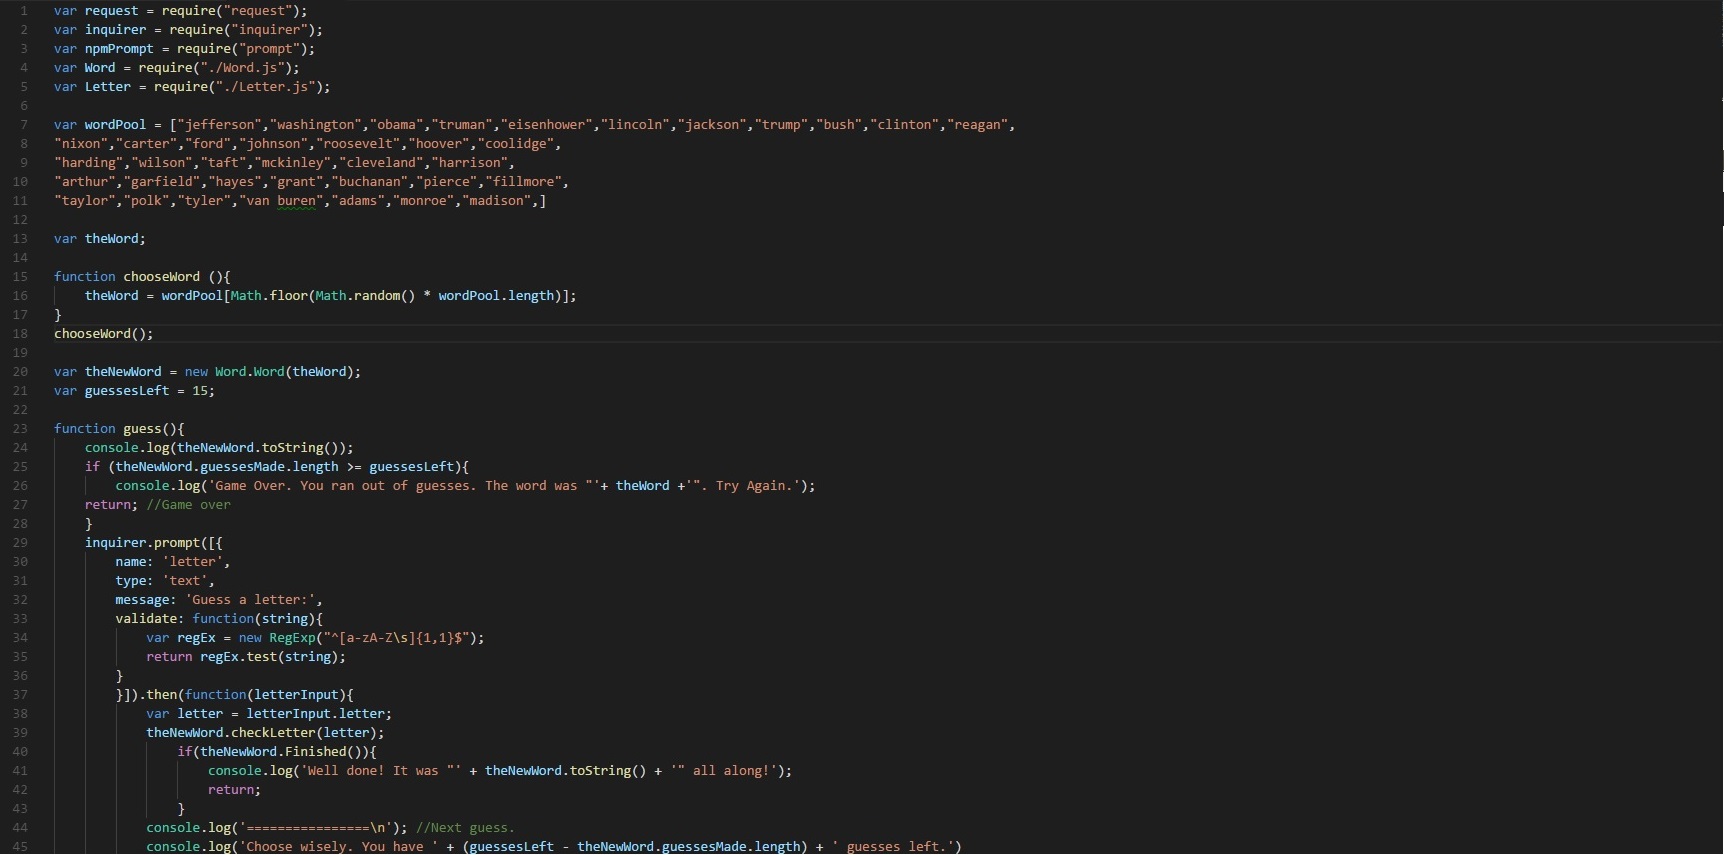 1 var request = require("request");
2 var inquirer = require("inquirer");
3 var npmPrompt = require("prompt");
4 var Word = require("./Word.js");
5 var Letter = require("./Letter.js");
6
7 var wordPool = ["jefferson","washington","obama","truman","eisenhower","lincoln","jackson","trump","bush","clinton","reagan",
8 "nixon","carter","ford","johnson","roosevelt","hoover","coolidge",
9 "harding","wilson","taft","mckinley","cleveland","harrison",
10 "arthur","garfield","hayes","grant","buchanan","pierce","fillmore",
11 "taylor","polk","tyler","van buren","adams","monroe","madison",]
12
13 var theWord;
14
15 function chooseWord (){
16 theWord = wordPool[Math.floor(Math.random() * wordPool.length)];
17 }
18 chooseWord();
19
20 var theNewWord = new Word.Word(theWord);
21 var guessesLeft = 15;
22
23 function guess(){
24 console.log(theNewWord.toString());
25 if (theNewWord.guessesMade.length >= guessesLeft){
26 console.log('Game Over. You ran out of guesses. The word was "'+ theWord +'". Try Again.');
27 return; //Game over
28 }
29 inquirer.prompt([{
30 name: 'letter',
31 type: 'text',
32 message: 'Guess a letter:',
33 validate: function(string){
34 var regEx = new RegExp("^[a-zA-Z\s]{1,1}$");
35 return regEx.test(string);
36 }
37 }]).then(function(letterInput){
38 var letter = letterInput.letter;
39 theNewWord.checkLetter(letter);
40 if(theNewWord.Finished()){
41 console.log('Well done! It was "' + theNewWord.toString() + '" all along!');
42 return;
43 }
44 console.log('================\n'); //Next guess.
45 console.log('Choose wisely. You have ' + (guessesLeft - theNewWord.guessesMade.length) + ' guesses left.')